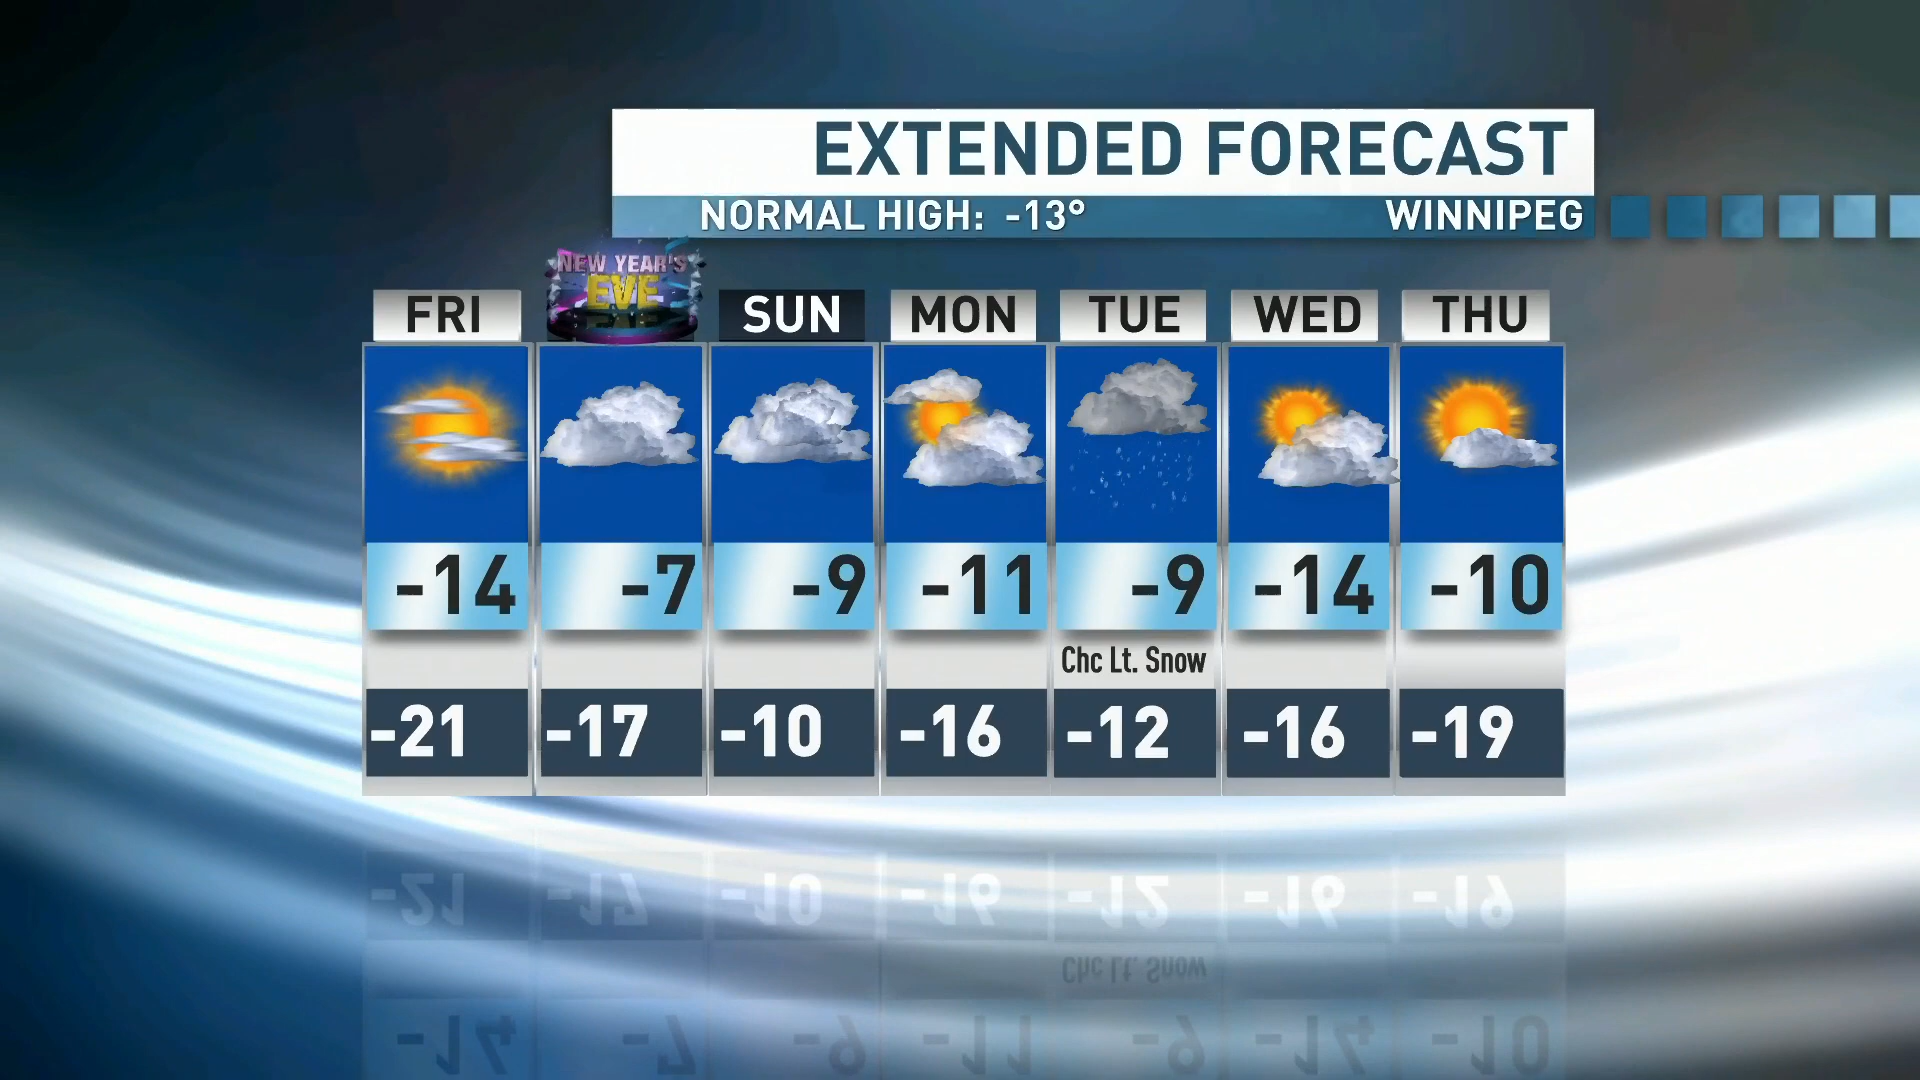 EXTENDED FORECAST
NORMAL HIGH: -13° WINNIPEG
NEW YEAR'S
EVE
FRI SUN MON TUE WED THU
-14 -7 -9 -11 -9 -14 -10
Chc Lt. Snow
-21 -17 -10 -16 -12 -16 -19